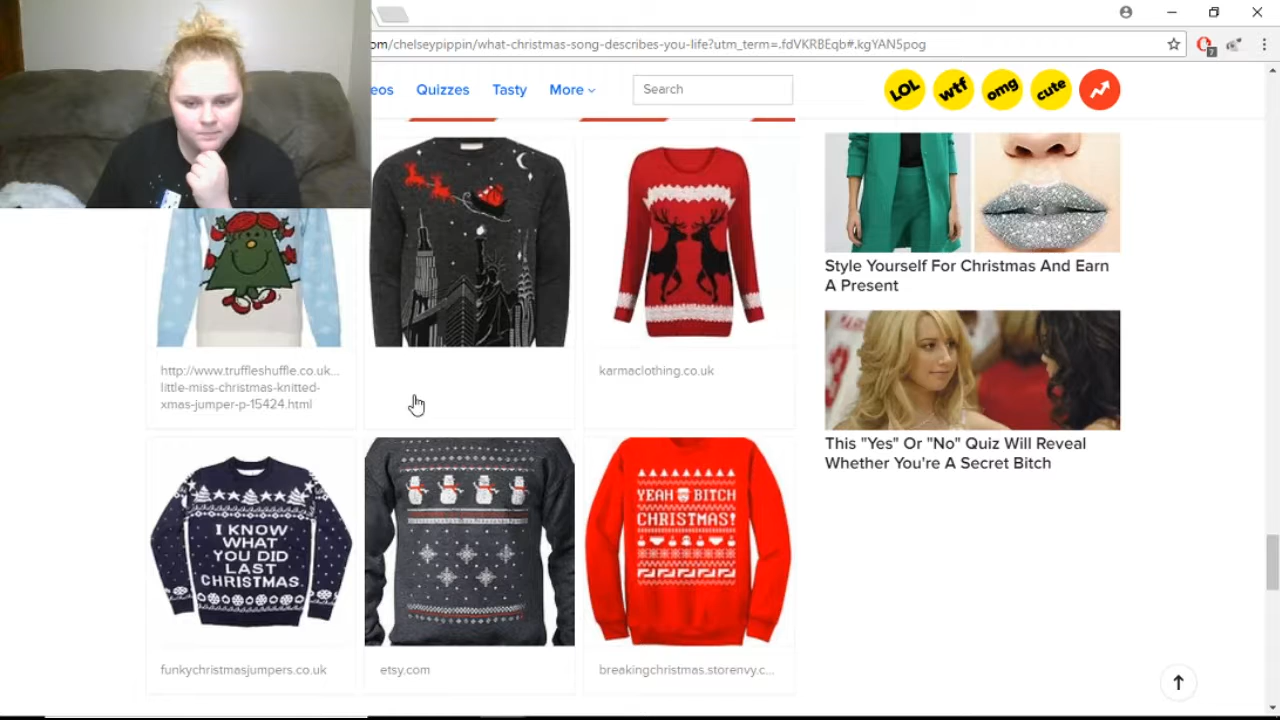 om/chelseypippin/what-christmas-song-describes-you-life?utm_term=.fdVKRBEqb#.kgYAN5pog
7
eos Quizzes Tasty More Search LOL wtf omg cute
Style Yourself For Christmas And Earn
A Present
http://www.truffleshuffle.co.uk...
little-miss-christmas-knitted-
xmas-jumper-p-15424.html
karmaclothing.co.uk
This "Yes" Or "No" Quiz Will Reveal
Whether You're A Secret Bitch
I KNOW
WHAT
YOU DID
LAST
CHRISTMAS.
YEAH BITCH
CHRISTMAS!
funkychristmasjumpers.co.uk
etsy.com
breakingchristmas.storenvy.c...